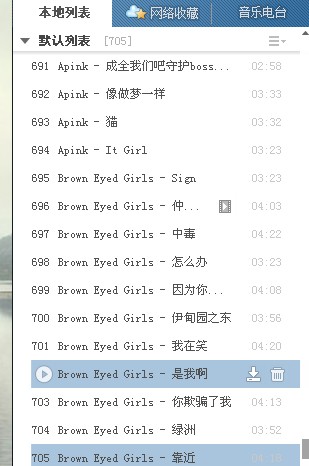 本地列表 网络收藏 音乐电台
默认列表 [705]
691 Apink - 成全我们吧守护boss... 02:58
692 Apink - 像做梦一样 03:33
693 Apink - 猫 03:32
694 Apink - It Girl 03:23
695 Brown Eyed Girls - Sign 03:23
696 Brown Eyed Girls - 仲... 04:03
697 Brown Eyed Girls - 中毒 04:22
698 Brown Eyed Girls - 怎么办 03:23
699 Brown Eyed Girls - 因为你... 04:08
700 Brown Eyed Girls - 伊甸园之东 03:56
701 Brown Eyed Girls - 我在笑 04:20
Brown Eyed Girls - 是我啊
703 Brown Eyed Girls - 你欺骗了我 04:13
704 Brown Eyed Girls - 绿洲 03:52
705 Brown Eyed Girls - 靠近